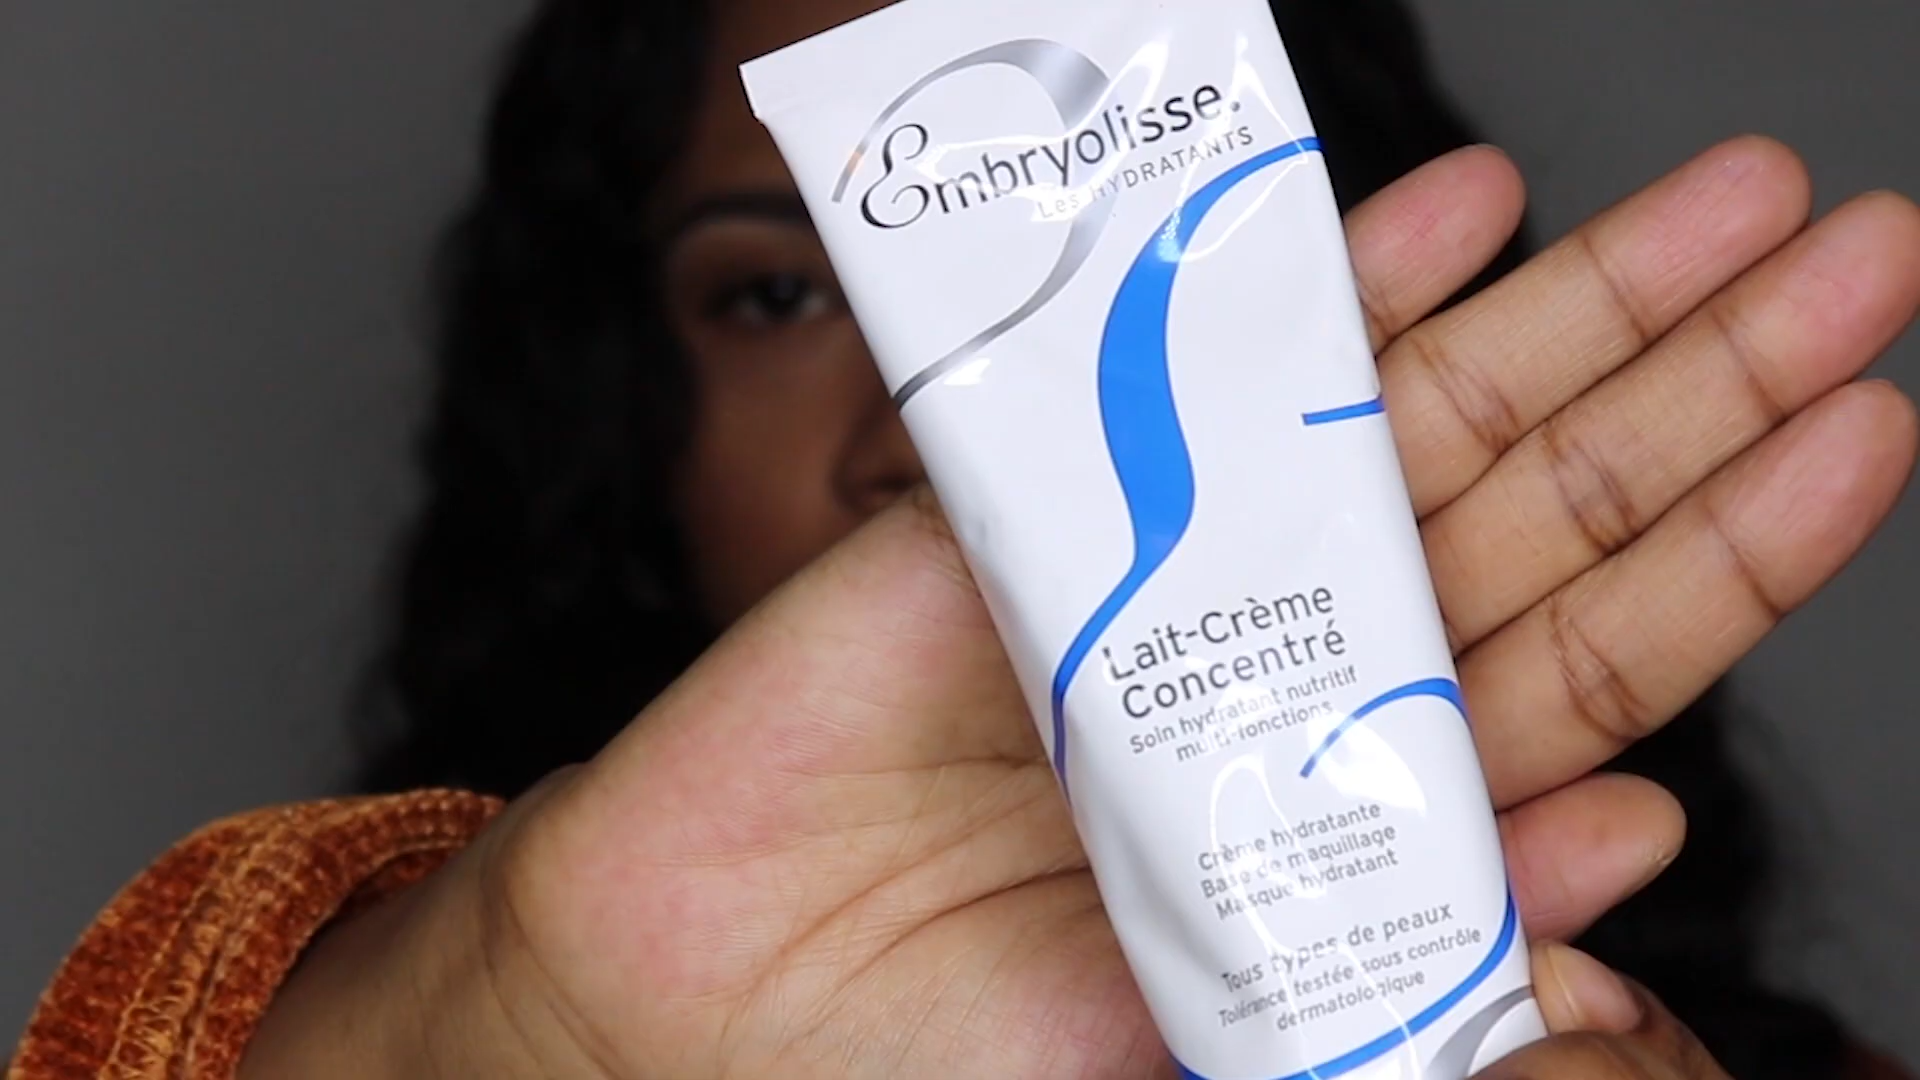 Embryolisse.
Les HYDRATANTS
Lait-Crème
Concentré
Soin hydratant nutritif
multi-fonctions
Crème hydratante
Base de maquillage
Masque hydratant
Tous types de peaux
Tolérance testée sous contrôle
dermatologique